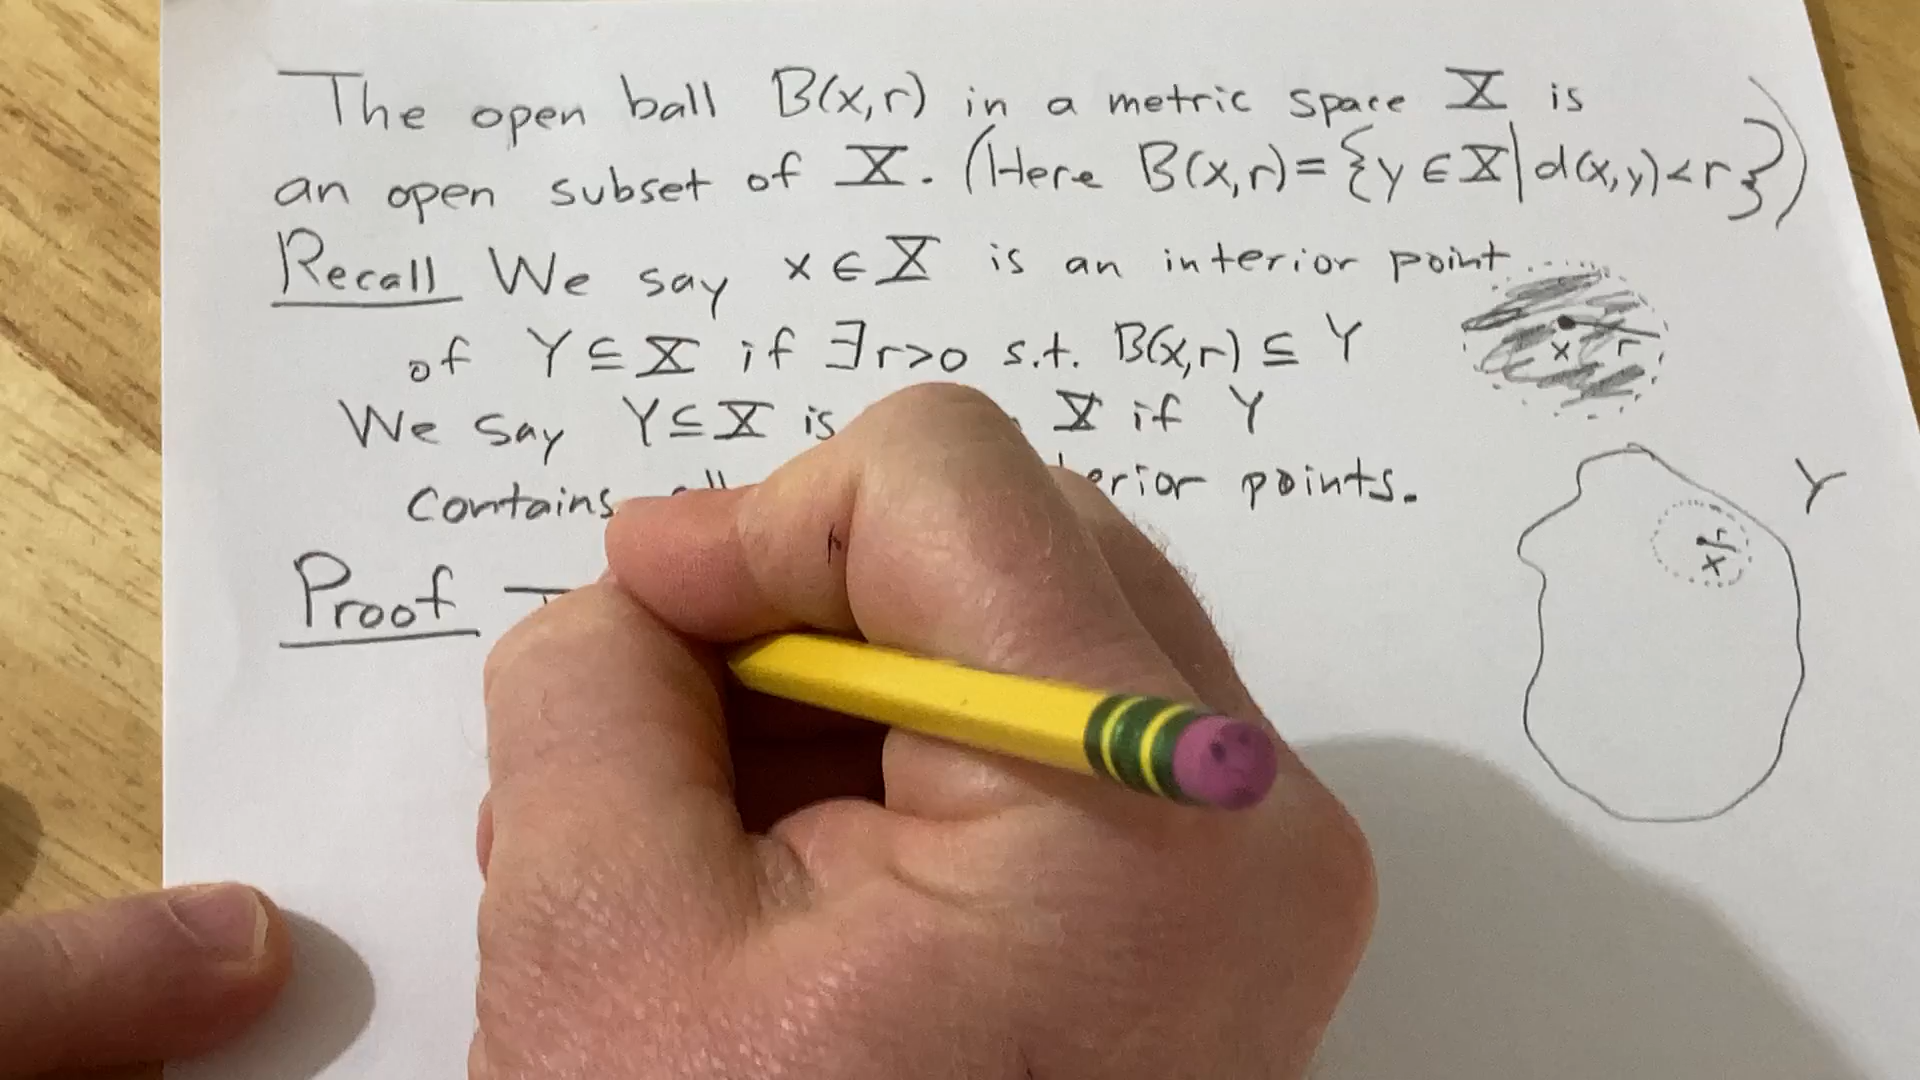 The open ball B(x,r) in a metric space X is
an open subset of X. (Here B(x,r)={y∈X|d(x,y)<r})
Recall We say x∈X is an interior point
of Y⊆X if ∃r>0 s.t. B(x,r)⊆Y
We say Y⊆X is X if Y
Contains points.
Proof
x r
Y
r
x